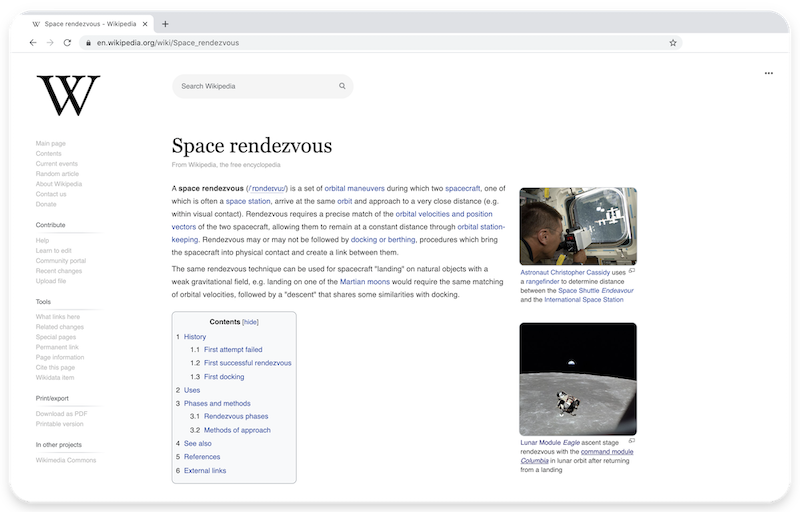 Space rendezvous - Wikipedia
en.wikipedia.org/wiki/Space_rendezvous
W
Search Wikipedia
Main page
Contents
Current events
Random article
About Wikipedia
Contact us
Donate
Contribute
Help
Learn to edit
Community portal
Recent changes
Upload file
Tools
What links here
Related changes
Special pages
Permanent link
Page information
Cite this page
Wikidata item
Print/export
Download as PDF
Printable version
In other projects
Wikimedia Commons
Space rendezvous
From Wikipedia, the free encyclopedia
A space rendezvous (/ˈrɒndeɪvuː/) is a set of orbital maneuvers during which two spacecraft, one of
which is often a space station, arrive at the same orbit and approach to a very close distance (e.g.
within visual contact). Rendezvous requires a precise match of the orbital velocities and position
vectors of the two spacecraft, allowing them to remain at a constant distance through orbital station-
keeping. Rendezvous may or may not be followed by docking or berthing, procedures which bring
the spacecraft into physical contact and create a link between them.
The same rendezvous technique can be used for spacecraft "landing" on natural objects with a
weak gravitational field, e.g. landing on one of the Martian moons would require the same matching
of orbital velocities, followed by a "descent" that shares some similarities with docking.
Contents [hide]
1 History
1.1 First attempt failed
1.2 First successful rendezvous
1.3 First docking
2 Uses
3 Phases and methods
3.1 Rendezvous phases
3.2 Methods of approach
4 See also
5 References
6 External links
Astronaut Christopher Cassidy uses
a rangefinder to determine distance
between the Space Shuttle Endeavour
and the International Space Station
Lunar Module Eagle ascent stage
rendezvous with the command module
Columbia in lunar orbit after returning
from a landing